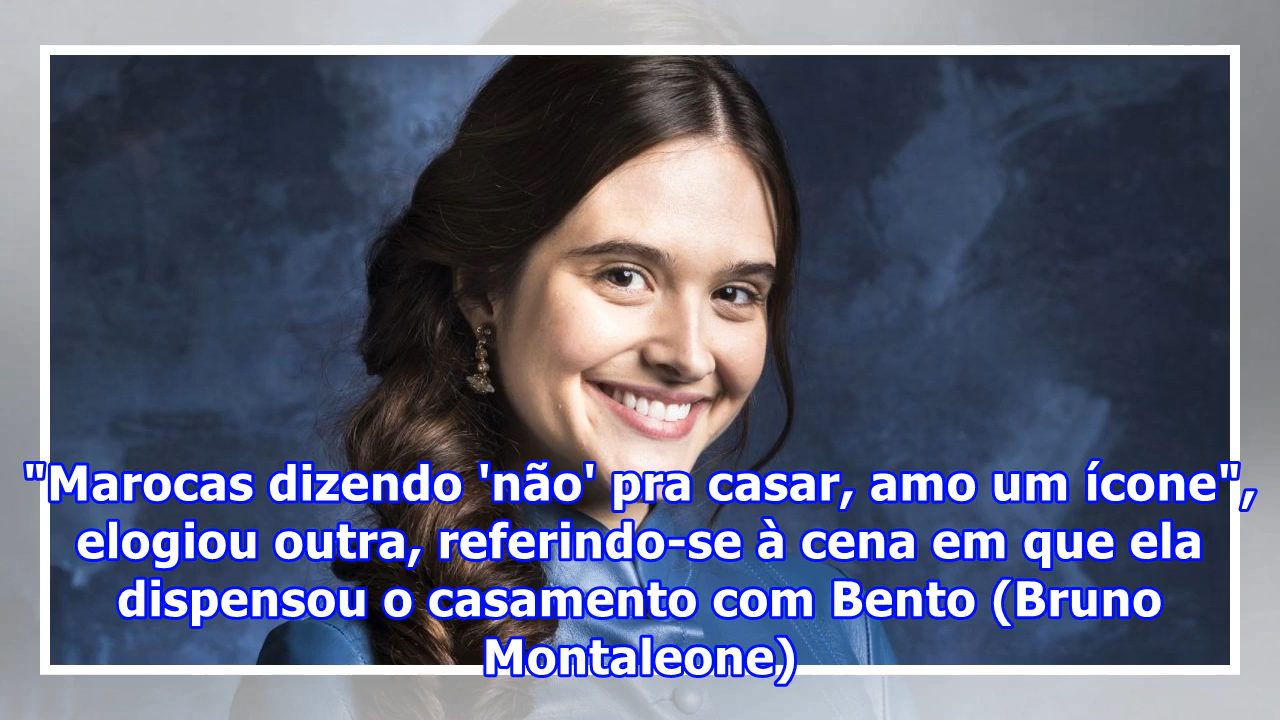 "Marocas dizendo 'não' pra casar, amo um ícone",
elogiou outra, referindo-se à cena em que ela
dispensou o casamento com Bento (Bruno
Montaleone)